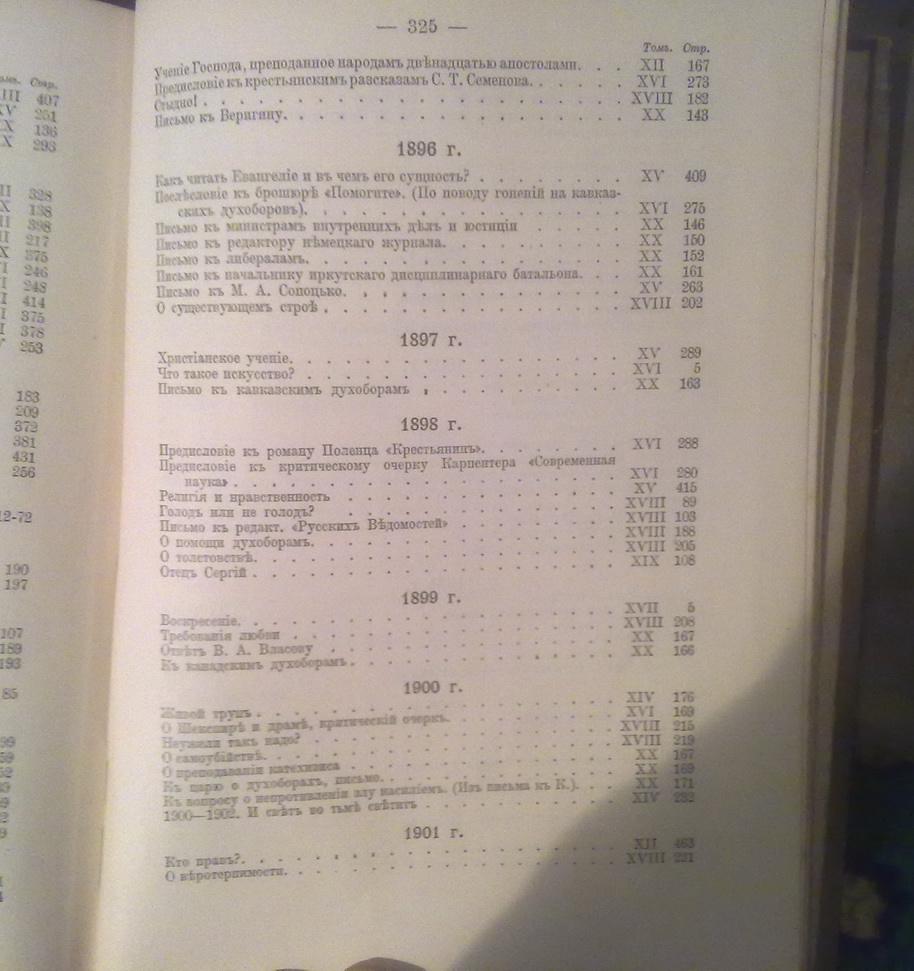 — 325 —
Томъ. Стр.
Ученіе Господа, преподанное народамъ двѣнадцатью апостолами. . . XII 167
Предисловіе къ крестьянскимъ разсказамъ С. Т. Семенова. . . . . . XVI 273
Стыдно! . . . . . . . . . . . . . . . . XVIII 182
Письмо къ Веригину. . . . . . . . . . . . . XX 143
1896 г.
Какъ читать Евангеліе и въ чемъ его сущность? . . . . . . XV 409
Послѣсловіе къ брошюрѣ «Помогите». (По поводу гоненій на кавказ-
скихъ духоборовъ). . . . . . . . . . . . XVI 275
Письмо къ министрамъ внутреннихъ дѣлъ и юстиціи . . . . . XX 146
Письмо къ редактору нѣмецкаго журнала. . . . . . . . XX 150
Письмо къ либераламъ. . . . . . . . . . . . XX 152
Письмо къ начальнику иркутскаго дисциплинарнаго батальона. . . XX 161
Письмо къ М. А. Сопоцько. . . . . . . . . . . XV 263
О существующемъ строѣ . . . . . . . . . . . XVIII 202
1897 г.
Христіанское ученіе. . . . . . . . . . . . . XV 289
Что такое искусство? . . . . . . . . . . . . XVI 5
Письмо къ кавказскимъ духоборамъ . . . . . . . . XX 163
1898 г.
Предисловіе къ роману Поленца «Крестьянинъ». . . . . . XVI 288
Предисловіе къ критическому очерку Карпентера «Современная
наука» . . . . . . . . . . . . . . XVI 280
Религія и нравственность . . . . . . . . . . . XV 415
Голодъ или не голодъ? . . . . . . . . . . . XVIII 89
Письмо къ редакт. «Русскихъ Вѣдомостей» . . . . . . . XVIII 103
О помощи духоборамъ. . . . . . . . . . . . XVIII 188
О толстовствѣ. . . . . . . . . . . . . . XVIII 205
Отецъ Сергій . . . . . . . . . . . . . . XIX 108
1899 г.
Воскресеніе. . . . . . . . . . . . . . . XVII 5
Требованія любви . . . . . . . . . . . . . XVIII 208
Отвѣтъ В. А. Власову . . . . . . . . . . . XX 167
Къ канадскимъ духоборамъ. . . . . . . . . . . XX 166
1900 г.
Живой трупъ . . . . . . . . . . . . . . XIV 176
О Шекспирѣ и драмѣ, критическій очеркъ. . . . . . . XVI 169
Неужели такъ надо? . . . . . . . . . . . . XVIII 215
О самоубійствѣ. . . . . . . . . . . . . . XVIII 219
О преподаваніи катехизиса . . . . . . . . . . XX 167
Къ царю о духоборахъ, письмо. . . . . . . . . . XX 169
Къ вопросу о непротивленіи злу насиліемъ. (Изъ письма къ К.). . . . XX 171
1900—1902. И свѣтъ во тьмѣ свѣтитъ . . . . . . . . XIV 232
1901 г.
Кто правъ?. . . . . . . . . . . . . . . XII 463
О вѣротерпимости. . . . . . . . . . . . . XVIII 221